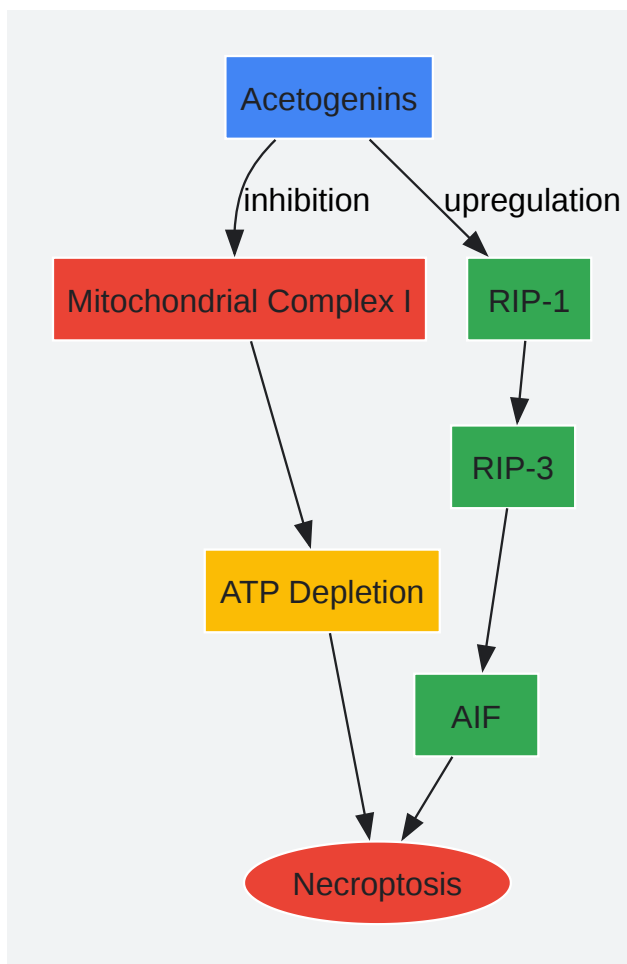 Acetogenins
inhibition
upregulation
Mitochondrial Complex I
RIP-1
RIP-3
ATP Depletion
AIF
Necroptosis